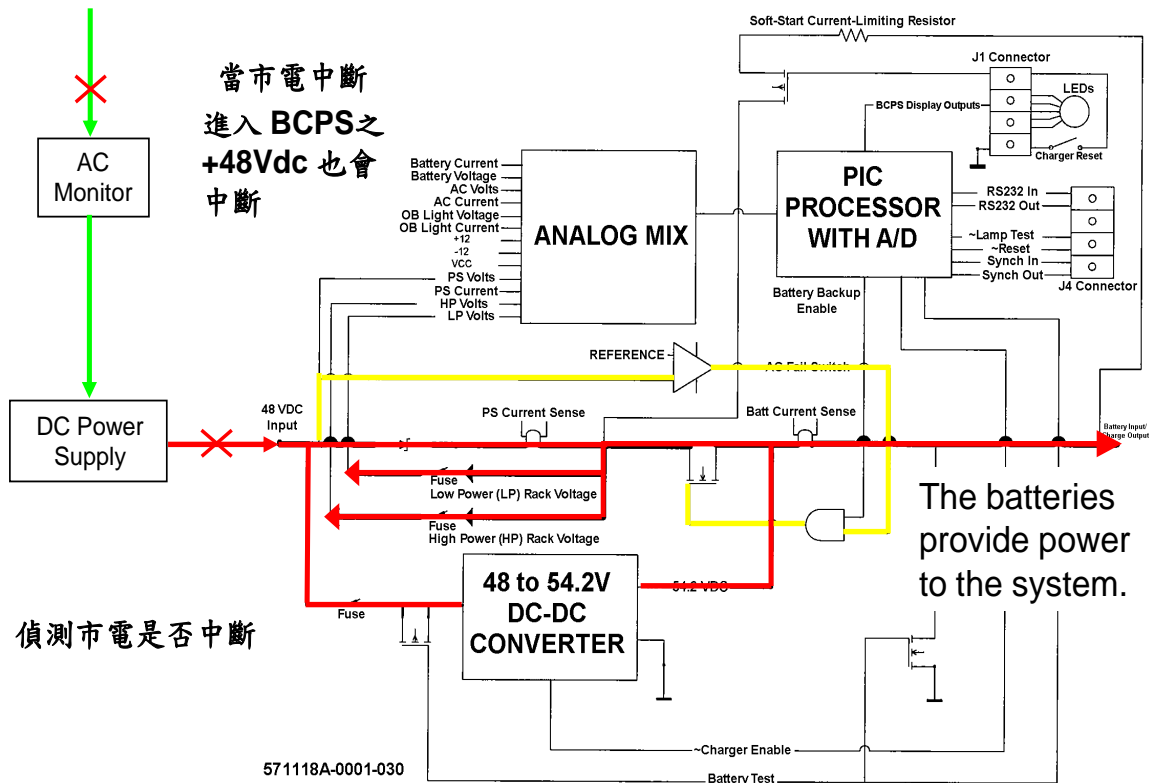 Soft-Start Current-Limiting Resistor
J1 Connector
LEDs
BCPS Display Outputs
Charger Reset
當市電中斷
進入 BCPS之
+48Vdc 也會
中斷
AC
Monitor
Battery Current
Battery Voltage
AC Volts
AC Current
OB Light Voltage
OB Light Current
+12
-12
VCC
PS Volts
PS Current
HP Volts
LP Volts
ANALOG MIX
PIC
PROCESSOR
WITH A/D
RS232 In
RS232 Out
~Lamp Test
~Reset
Synch In
Synch Out
J4 Connector
Battery Backup
Enable
REFERENCE
AC Fail Switch
DC Power
Supply
48 VDC
Input
PS Current Sense
Batt Current Sense
Battery Input/
Charge Output
Fuse
Low Power (LP) Rack Voltage
Fuse
High Power (HP) Rack Voltage
The batteries
provide power
to the system.
48 to 54.2V
DC-DC
CONVERTER
54.2 VDC
Fuse
偵測市電是否中斷
~Charger Enable
571118A-0001-030
Battery Test